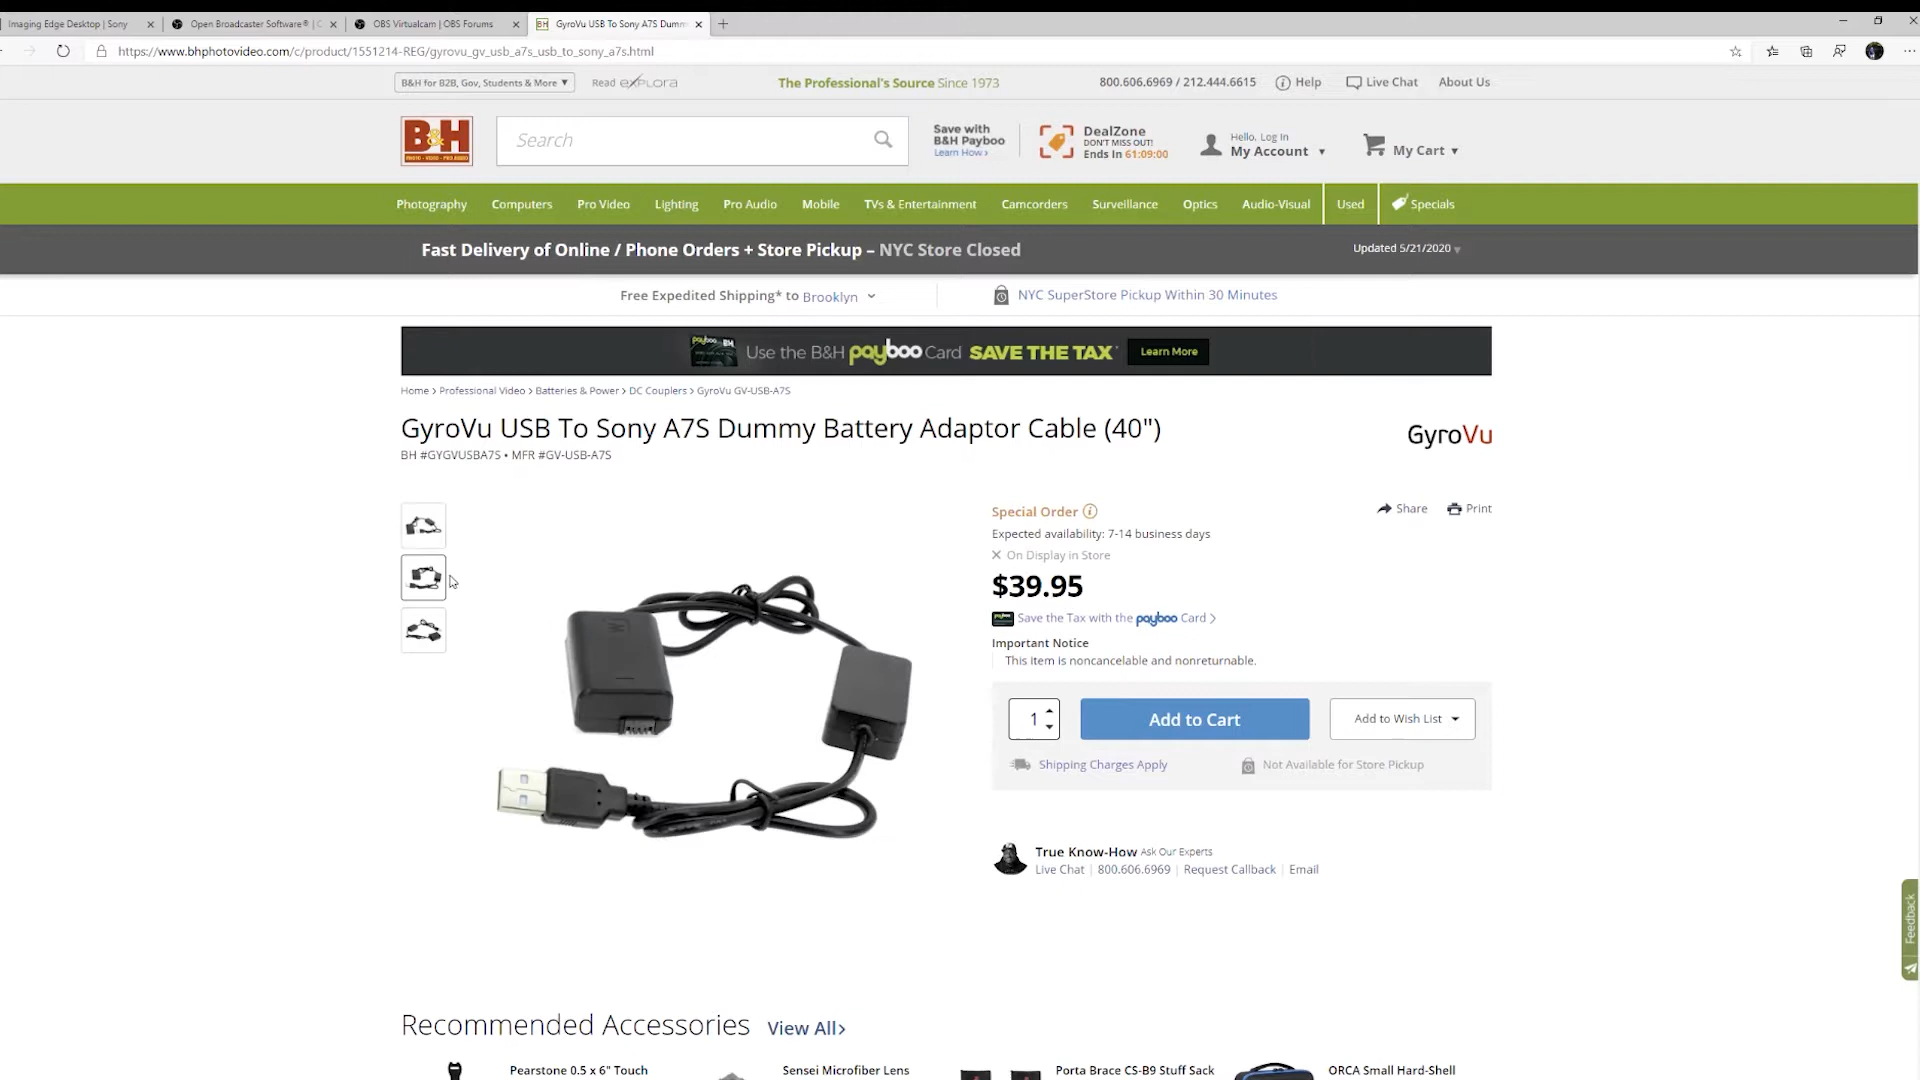 Imaging Edge Desktop | Sony
Open Broadcaster Software® |
OBS Virtualcam | OBS Forums
GyroVu USB To Sony A7S Dumm
https://www.bhphotovideo.com/c/product/1551214-REG/gyrovu_gv_usb_a7s_usb_to_sony_a7s.html
B&H for B2B, Gov, Students & More ▼
Read eXPLORA
The Professional's Source Since 1973
800.606.6969 / 212.444.6615
Help
Live Chat
About Us
B&H
PHOTO - VIDEO - PRO AUDIO
Search
Save with
B&H Payboo
Learn How ›
DealZone
DON'T MISS OUT!
Ends In 61:09:00
Hello, Log In
My Account ▼
My Cart ▼
Photography
Computers
Pro Video
Lighting
Pro Audio
Mobile
TVs & Entertainment
Camcorders
Surveillance
Optics
Audio-Visual
Used
Specials
Fast Delivery of Online / Phone Orders + Store Pickup – NYC Store Closed
Updated 5/21/2020 ▼
Free Expedited Shipping* to Brooklyn
NYC SuperStore Pickup Within 30 Minutes
Use the B&H payboo Card SAVE THE TAX
Learn More
Home › Professional Video › Batteries & Power › DC Couplers › GyroVu GV-USB-A7S
GyroVu USB To Sony A7S Dummy Battery Adaptor Cable (40")
BH #GYGVUSBA7S • MFR #GV-USB-A7S
GyroVu
Special Order
Share
Print
Expected availability: 7-14 business days
On Display in Store
$39.95
Save the Tax with the payboo Card ›
Important Notice
This item is noncancelable and nonreturnable.
1
Add to Cart
Add to Wish List
Shipping Charges Apply
Not Available for Store Pickup
True Know-How Ask Our Experts
Live Chat | 800.606.6969 | Request Callback | Email
Feedback
Recommended Accessories View All›
Pearstone 0.5 x 6" Touch
Sensei Microfiber Lens
Porta Brace CS-B9 Stuff Sack
ORCA Small Hard-Shell